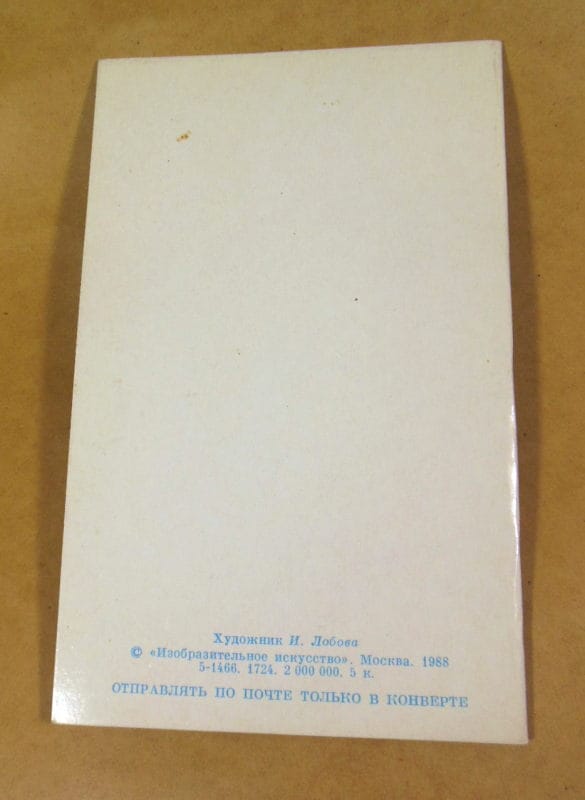 Художник И. Лобова
© «Изобразительное искусство». Москва. 1988
5-1466. 1724. 2 000 000. 5 к.
ОТПРАВЛЯТЬ ПО ПОЧТЕ ТОЛЬКО В КОНВЕРТЕ